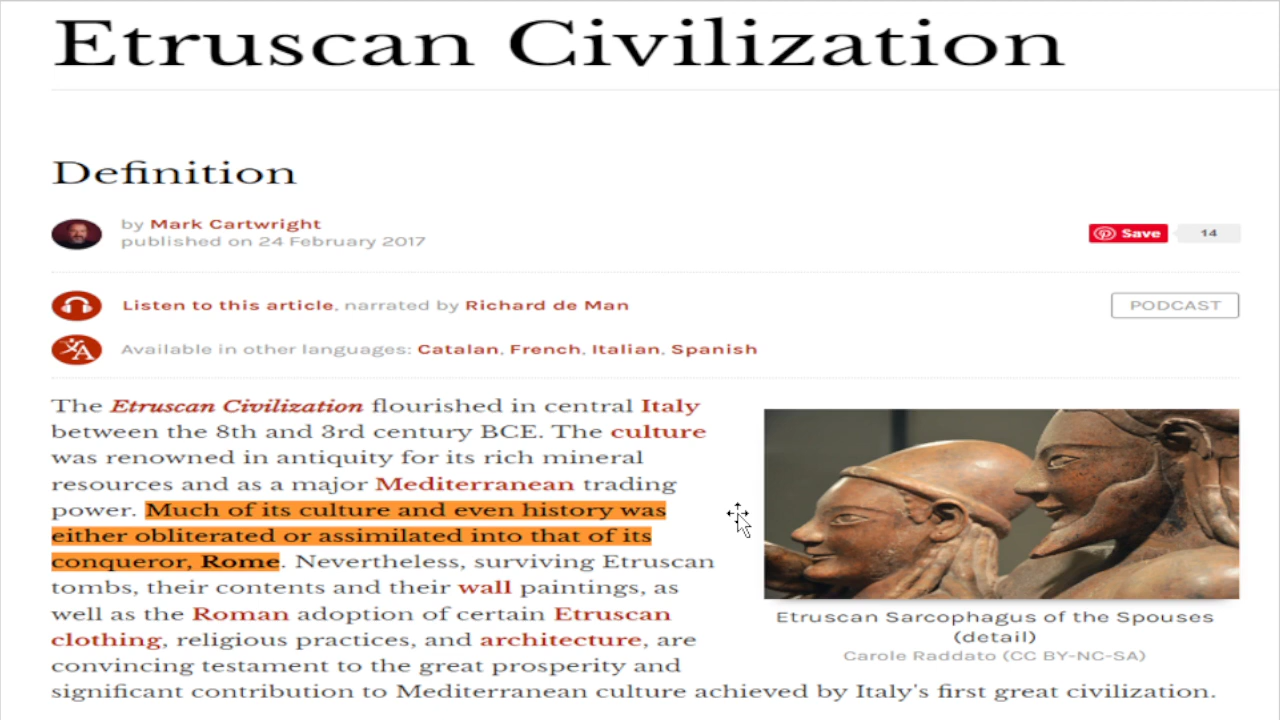 Etruscan Civilization
Definition
by Mark Cartwright
published on 24 February 2017
Save 14
Listen to this article, narrated by Richard de Man
PODCAST
Available in other languages: Catalan, French, Italian, Spanish
The Etruscan Civilization flourished in central Italy
between the 8th and 3rd century BCE. The culture
was renowned in antiquity for its rich mineral
resources and as a major Mediterranean trading
power. Much of its culture and even history was
either obliterated or assimilated into that of its
conqueror, Rome. Nevertheless, surviving Etruscan
tombs, their contents and their wall paintings, as
well as the Roman adoption of certain Etruscan
clothing, religious practices, and architecture, are
convincing testament to the great prosperity and
significant contribution to Mediterranean culture achieved by Italy's first great civilization.
Etruscan Sarcophagus of the Spouses
(detail)
Carole Raddato (CC BY-NC-SA)